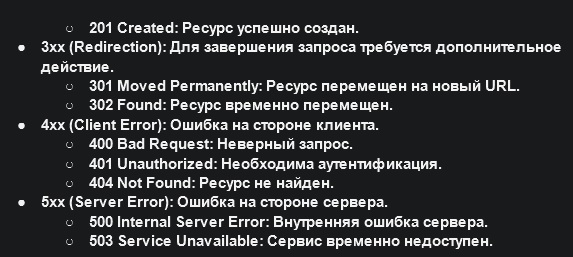 ○ 201 Created: Ресурс успешно создан.
● 3xx (Redirection): Для завершения запроса требуется дополнительное
действие.
○ 301 Moved Permanently: Ресурс перемещен на новый URL.
○ 302 Found: Ресурс временно перемещен.
● 4xx (Client Error): Ошибка на стороне клиента.
○ 400 Bad Request: Неверный запрос.
○ 401 Unauthorized: Необходима аутентификация.
○ 404 Not Found: Ресурс не найден.
● 5xx (Server Error): Ошибка на стороне сервера.
○ 500 Internal Server Error: Внутренняя ошибка сервера.
○ 503 Service Unavailable: Сервис временно недоступен.